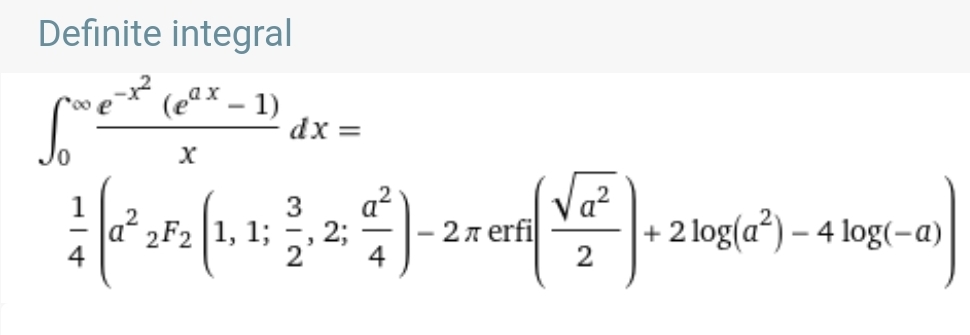 Definite integral
∫₀^∞ e^(−x²) (e^(a x) − 1) / x dx =
1/4 (a² ₂F₂(1, 1; 3/2, 2; a²/4) − 2 π erfi(√(a²)/2) + 2 log(a²) − 4 log(−a))